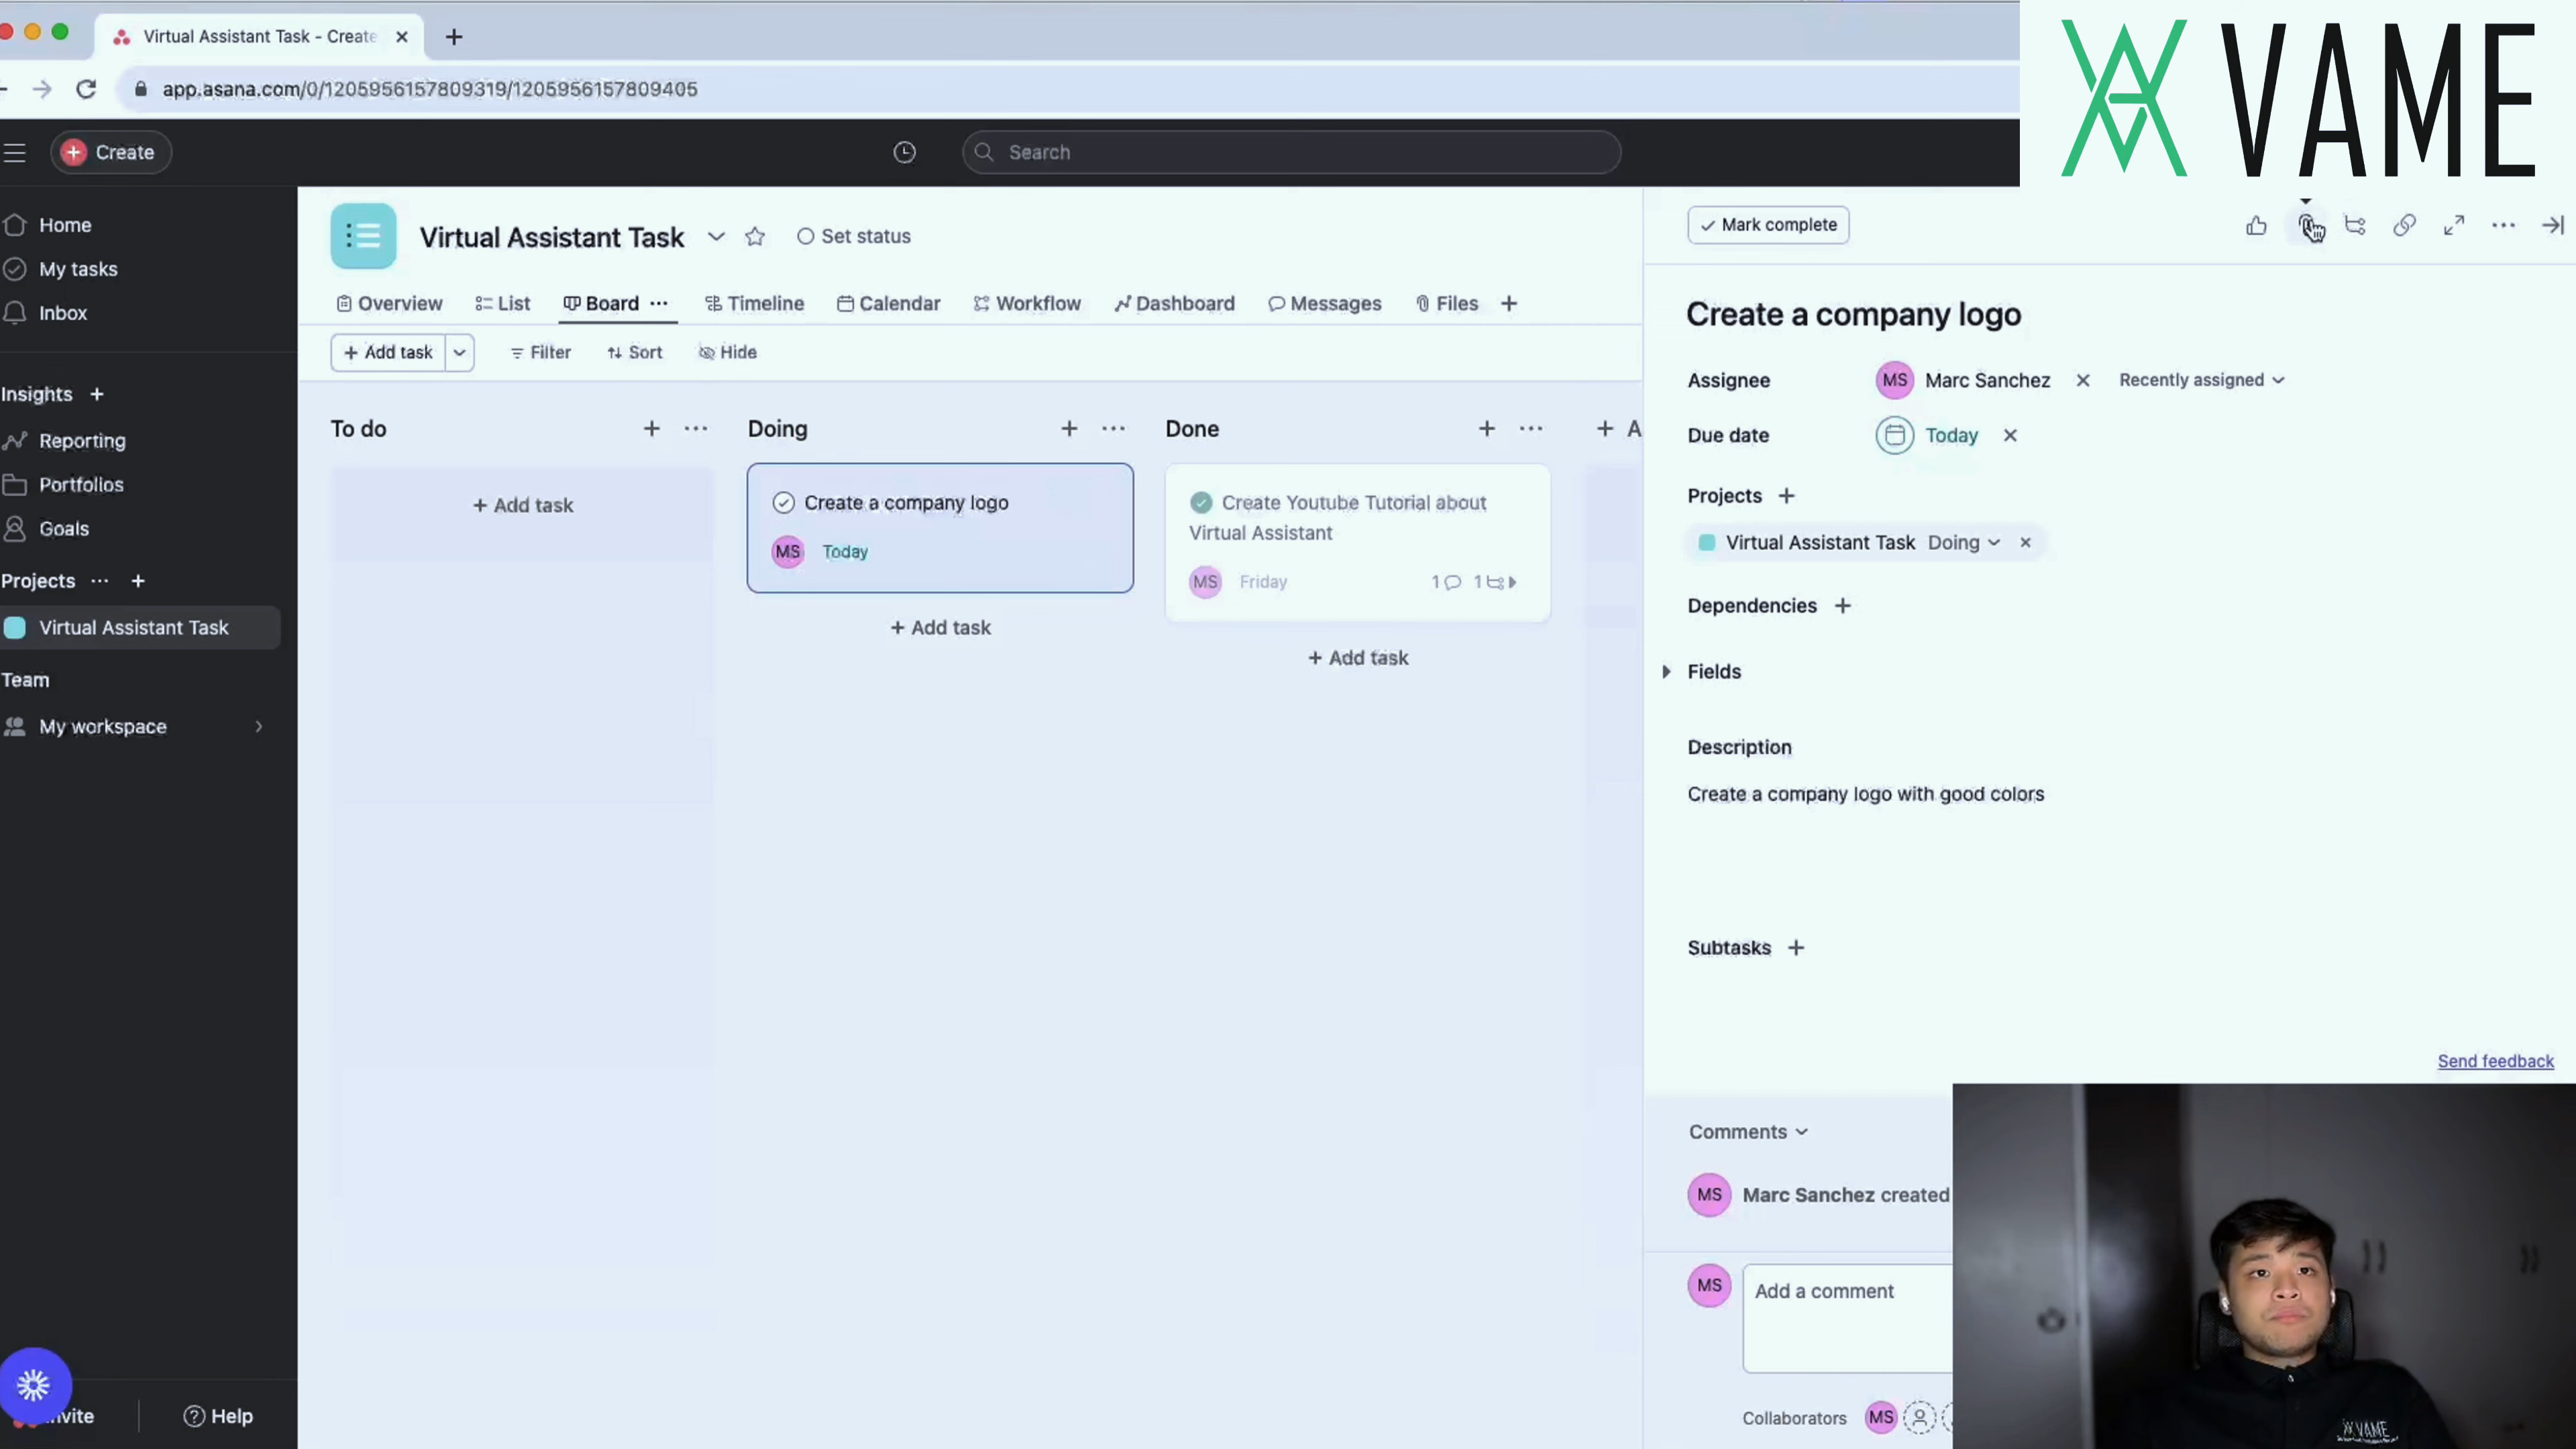 Virtual Assistant Task - Create
app.asana.com/0/1205956157809319/1205956157809405
VAME
Create
Search
Home
My tasks
Inbox
Insights
Reporting
Portfolios
Goals
Projects
Virtual Assistant Task
Team
My workspace
Help
Virtual Assistant Task
Set status
Overview
List
Board
Timeline
Calendar
Workflow
Dashboard
Messages
Files
+ Add task
Filter
Sort
Hide
To do
+ Add task
Doing
Create a company logo
MS Today
+ Add task
Done
Create Youtube Tutorial about
Virtual Assistant
MS Friday 1 1
+ Add task
+ A
Mark complete
Create a company logo
Assignee MS Marc Sanchez Recently assigned
Due date Today
Projects
Virtual Assistant Task Doing
Dependencies
Fields
Description
Create a company logo with good colors
Subtasks
Send feedback
Comments
MS Marc Sanchez created
MS Add a comment
Collaborators MS
VAME